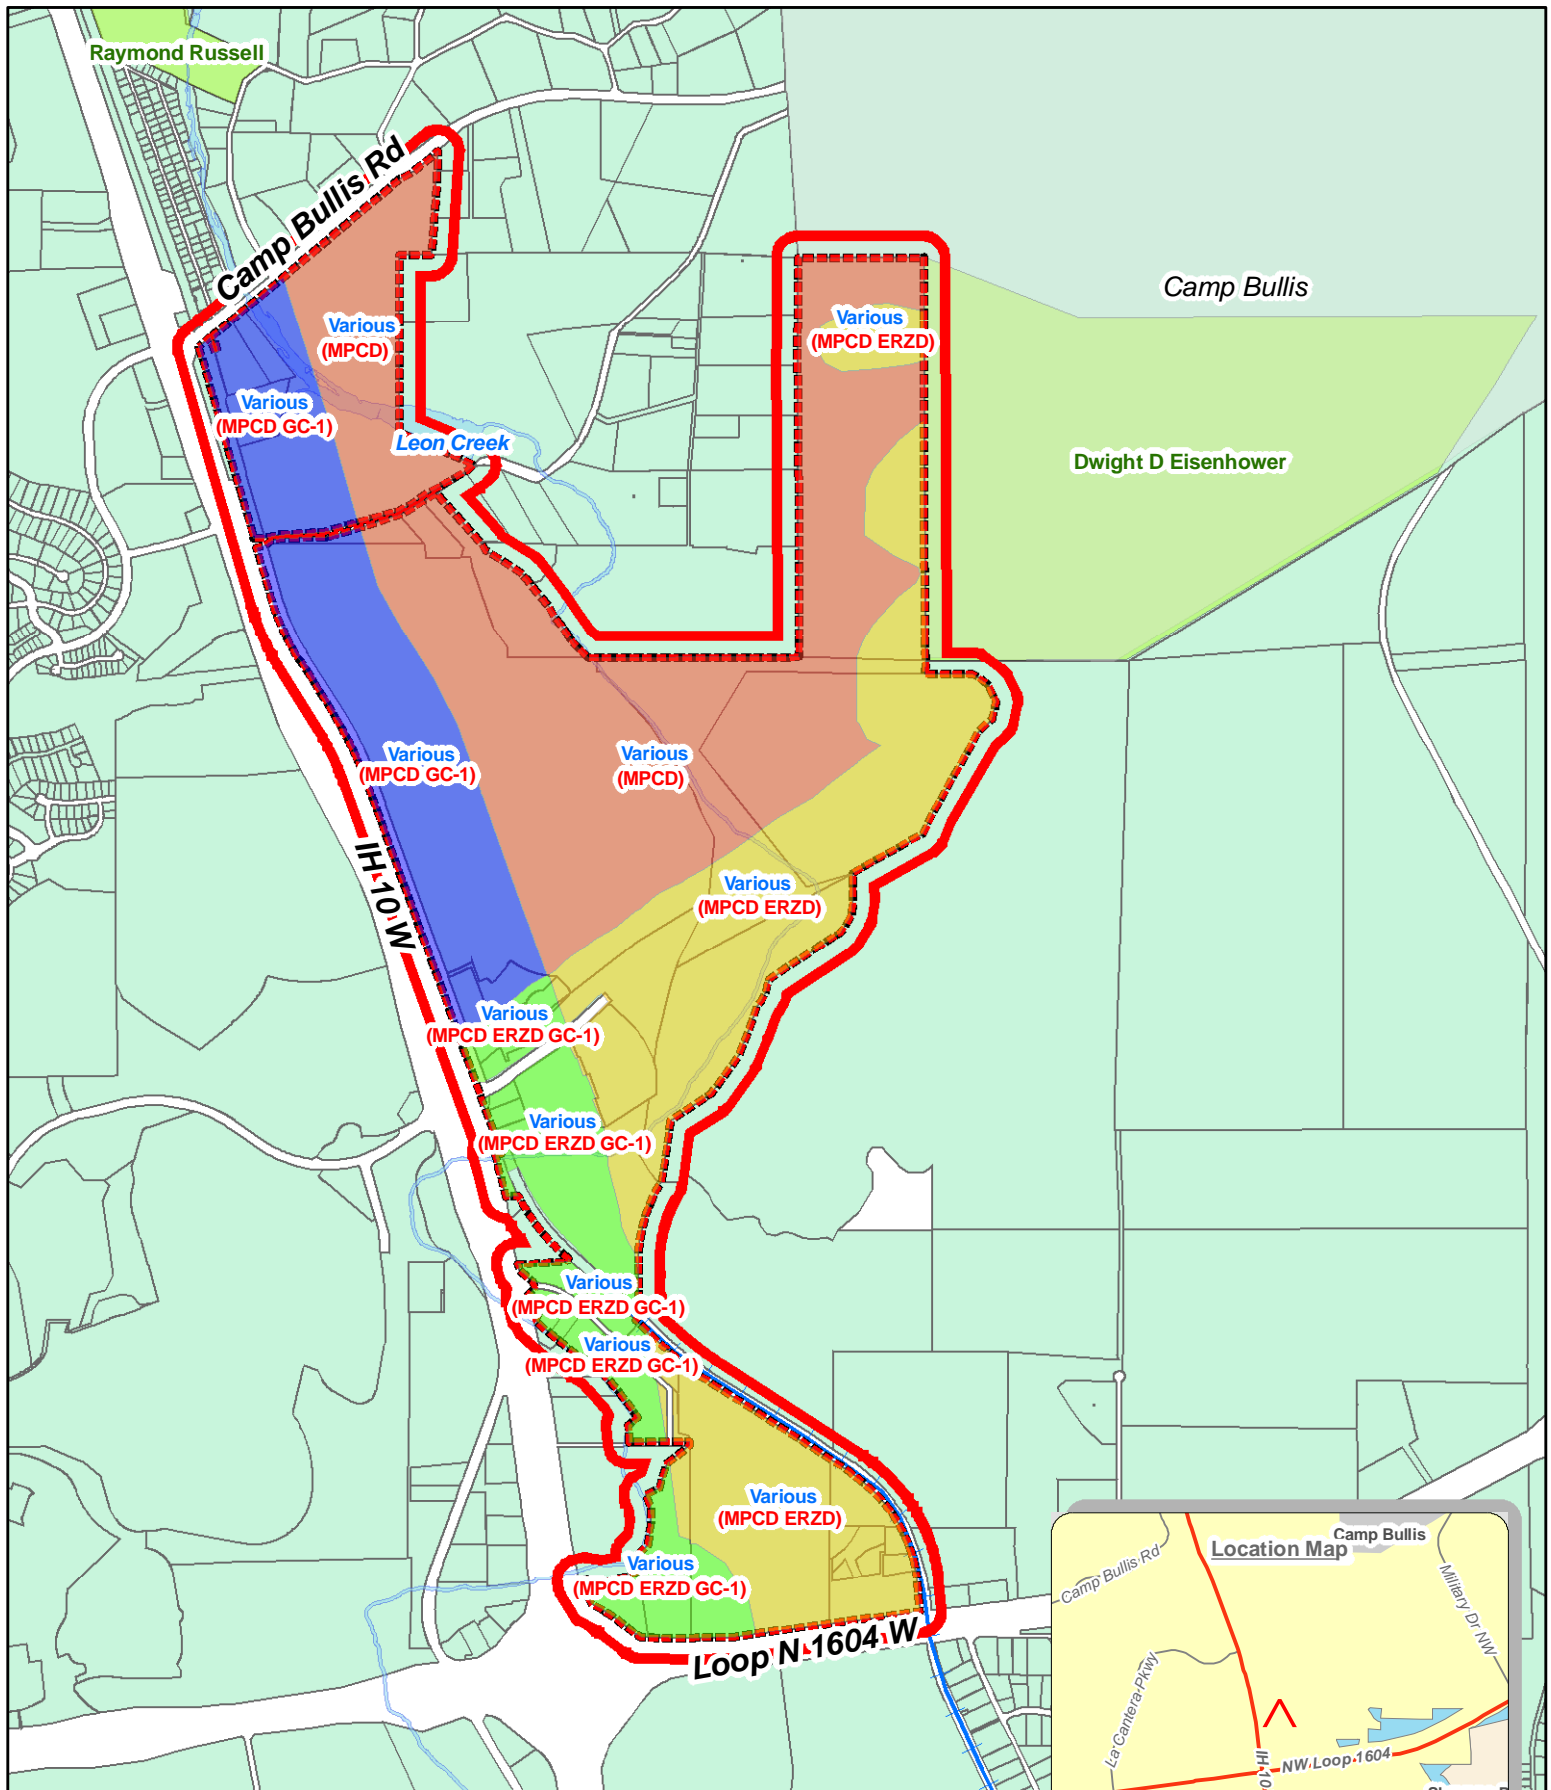 Raymond Russell
Camp Bullis Rd
Camp Bullis
Various
(MPCD)
Various
(MPCD ERZD)
Various
(MPCD GC-1)
Leon Creek
Dwight D Eisenhower
Various
(MPCD GC-1)
Various
(MPCD)
IH 10 W
Various
(MPCD ERZD)
Various
(MPCD ERZD GC-1)
Various
(MPCD ERZD GC-1)
Various
(MPCD ERZD GC-1)
Various
(MPCD ERZD GC-1)
Various
(MPCD ERZD)
Various
(MPCD ERZD GC-1)
Loop N 1604 W
Camp Bullis
Location Map
Camp Bullis Rd
Military Dr NW
La Cantera Pkwy
IH 10
NW Loop 1604